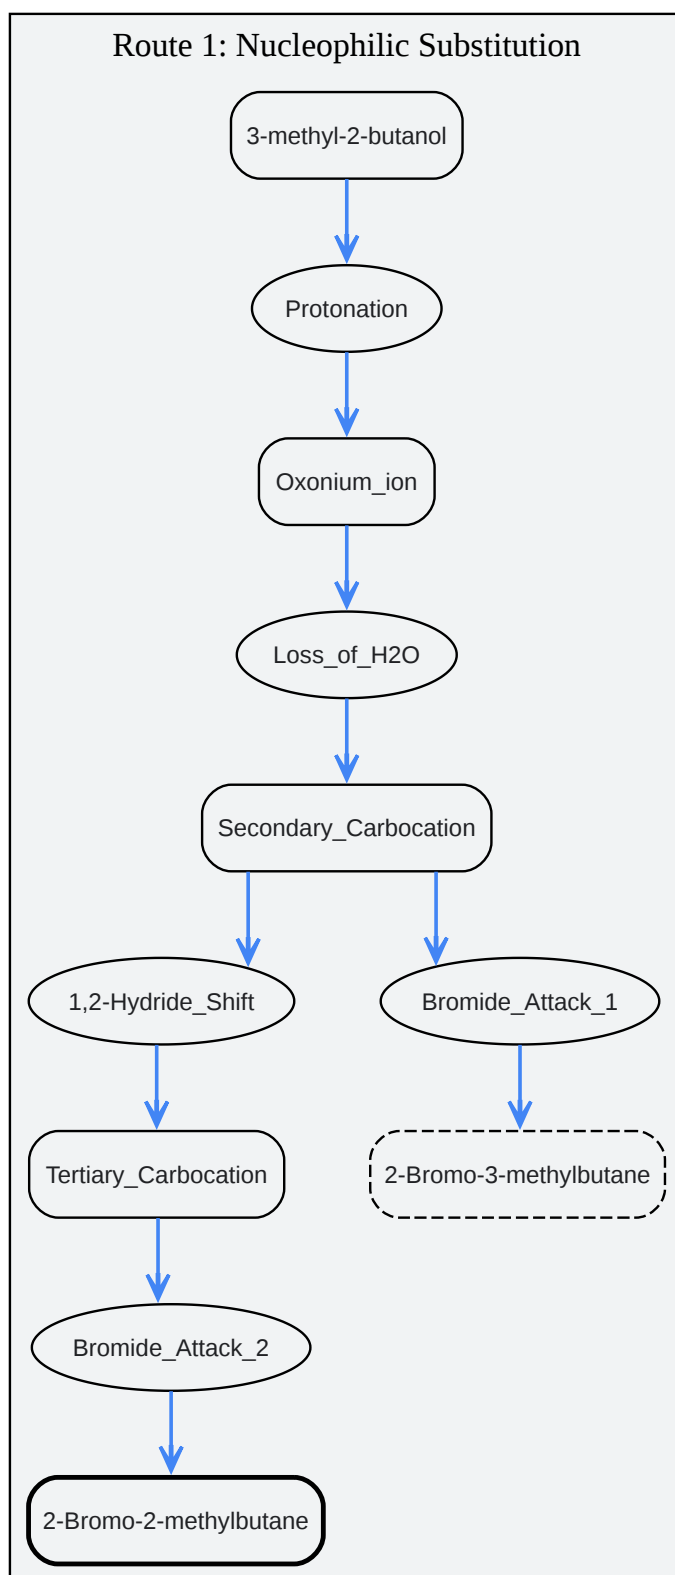 Route 1: Nucleophilic Substitution
3-methyl-2-butanol
Protonation
Oxonium_ion
Loss_of_H2O
Secondary_Carbocation
1,2-Hydride_Shift
Bromide_Attack_1
Tertiary_Carbocation
2-Bromo-3-methylbutane
Bromide_Attack_2
2-Bromo-2-methylbutane